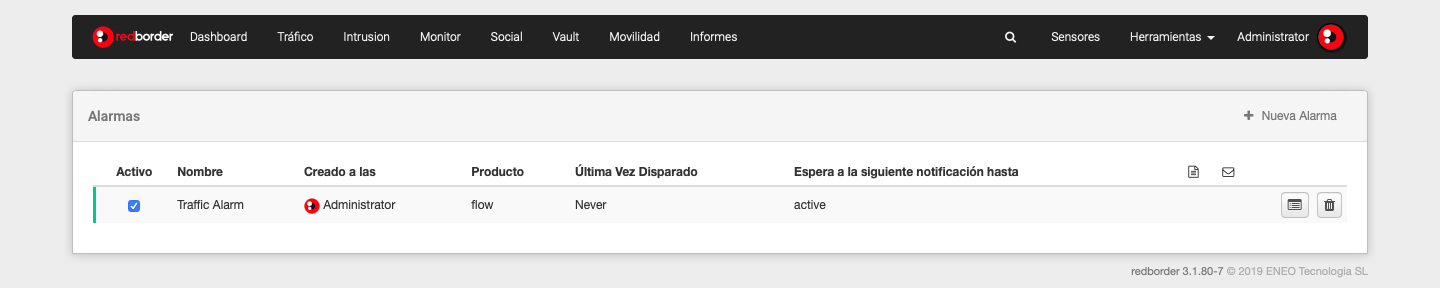 redborder Dashboard Tráfico Intrusion Monitor Social Vault Movilidad Informes Sensores Herramientas Administrator
Alarmas + Nueva Alarma
Activo Nombre Creado a las Producto Última Vez Disparado Espera a la siguiente notificación hasta
Traffic Alarm Administrator flow Never active
redborder 3.1.80-7 © 2019 ENEO Tecnologia SL